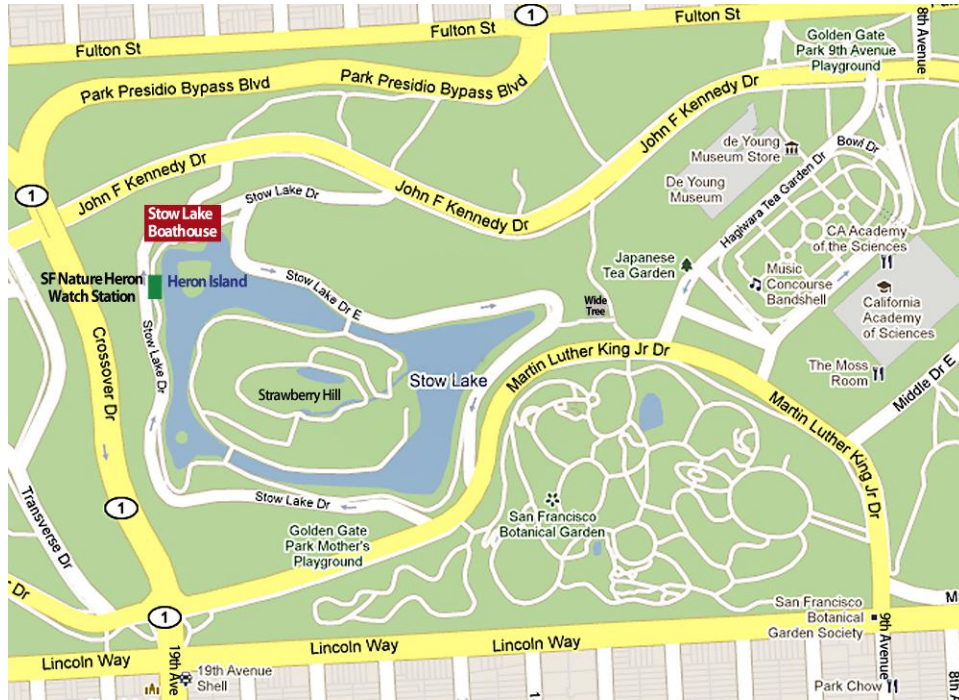 Fulton St
1
Fulton St
Fulton St
8th Avenue
Golden Gate
Park 9th Avenue
Playground
Park Presidio Bypass Blvd
Park Presidio Bypass Blvd
John F Kennedy Dr
de Young
Museum Store
Bowl Dr
De Young
Museum
Hagiwara Tea Garden Dr
1
John F Kennedy Dr
Stow Lake Dr
John F Kennedy Dr
Stow Lake
Boathouse
CA Academy
of the Sciences
SF Nature Heron
Watch Station
Heron Island
Stow Lake Dr E
Japanese
Tea Garden
Music
Concourse
Bandshell
California
Academy
of Sciences
Wide
Tree
Crossover Dr
Stow Lake Dr
Strawberry Hill
Stow Lake
Martin Luther King Jr Dr
The Moss
Room
Middle Dr E
Martin Luther King Jr Dr
Transverse Dr
1
Stow Lake Dr
San Francisco
Botanical Garden
Golden Gate
Park Mother's
Playground
r Dr
M
1
San Francisco
Botanical
Garden Society
Lincoln Way
Lincoln Way
19th Ave
19th Avenue
Shell
1
9th Avenue
Park Chow
8th A